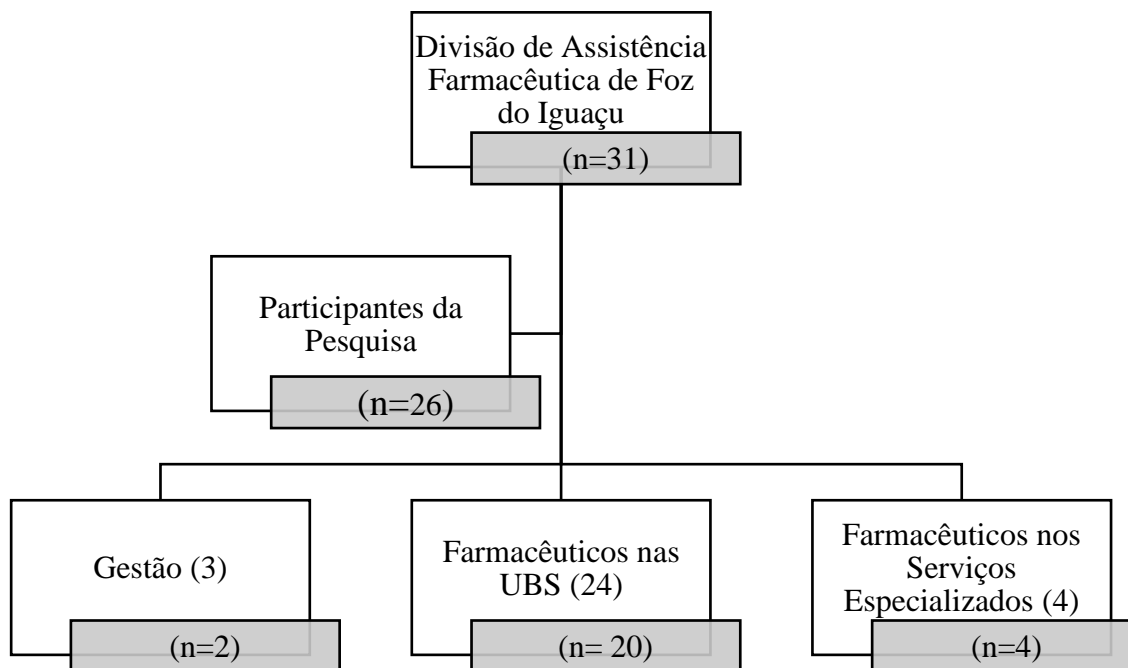 Divisão de Assistência
Farmacêutica de Foz
do Iguaçu
(n=31)
Participantes da
Pesquisa
(n=26)
Gestão (3)
(n=2)
Farmacêuticos nas
UBS (24)
(n= 20)
Farmacêuticos nos
Serviços
Especializados (4)
(n=4)